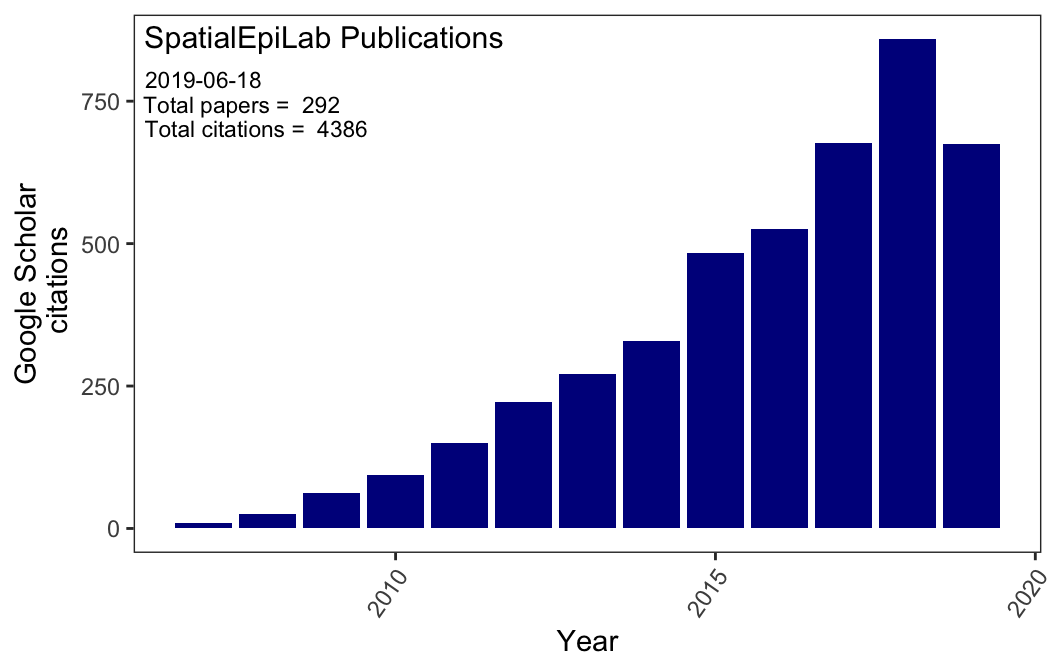 SpatialEpiLab Publications
2019-06-18
Total papers =  292
Total citations =  4386
Google Scholar
citations
750
500
250
0
2010
2015
2020
Year